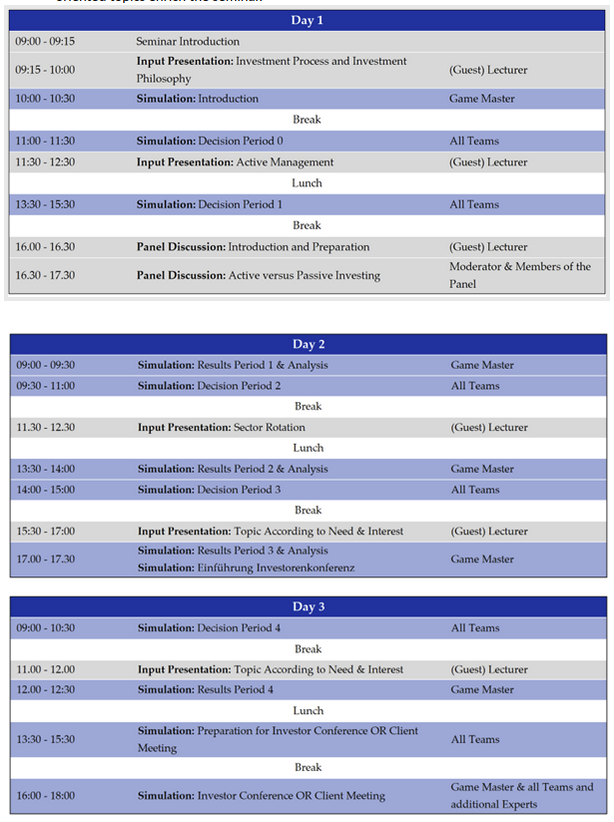 oriented topics enrich the seminar.
Day 1
09:00 - 09:15 Seminar Introduction
09:15 - 10:00 Input Presentation: Investment Process and Investment
Philosophy (Guest) Lecturer
10:00 - 10:30 Simulation: Introduction Game Master
Break
11:00 - 11:30 Simulation: Decision Period 0 All Teams
11:30 - 12:30 Input Presentation: Active Management (Guest) Lecturer
Lunch
13:30 - 15:30 Simulation: Decision Period 1 All Teams
Break
16.00 - 16.30 Panel Discussion: Introduction and Preparation (Guest) Lecturer
16.30 - 17.30 Panel Discussion: Active versus Passive Investing Moderator & Members of the
Panel
Day 2
09:00 - 09:30 Simulation: Results Period 1 & Analysis Game Master
09:30 - 11:00 Simulation: Decision Period 2 All Teams
Break
11.30 - 12.30 Input Presentation: Sector Rotation (Guest) Lecturer
Lunch
13:30 - 14:00 Simulation: Results Period 2 & Analysis Game Master
14:00 - 15:00 Simulation: Decision Period 3 All Teams
Break
15:30 - 17:00 Input Presentation: Topic According to Need & Interest (Guest) Lecturer
17.00 - 17.30 Simulation: Results Period 3 & Analysis
Simulation: Einführung Investorenkonferenz Game Master
Day 3
09:00 - 10:30 Simulation: Decision Period 4 All Teams
Break
11.00 - 12.00 Input Presentation: Topic According to Need & Interest (Guest) Lecturer
12.00 - 12:30 Simulation: Results Period 4 Game Master
Lunch
13:30 - 15:30 Simulation: Preparation for Investor Conference OR Client
Meeting All Teams
Break
16:00 - 18:00 Simulation: Investor Conference OR Client Meeting Game Master & all Teams and
additional Experts